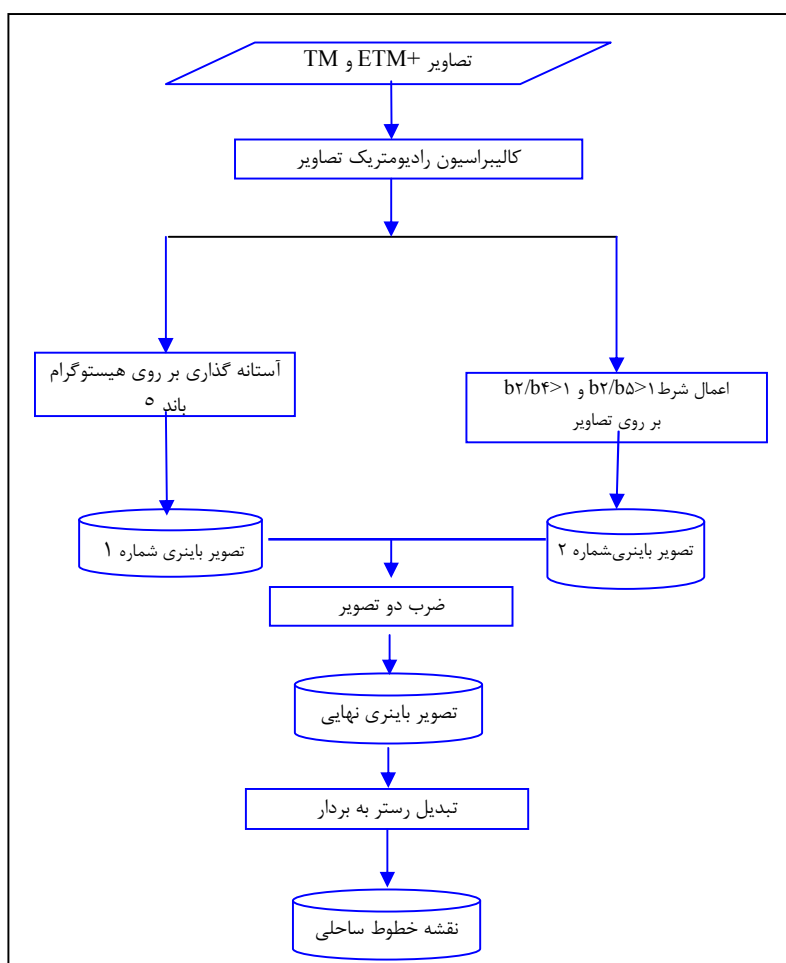 تصاویر ETM+ و TM
کالیبراسیون رادیومتریک تصاویر
آستانه گذاری بر روی هیستوگرام
باند ۵
اعمال شرط b۲/b۵>۱ و b۲/b۴>۱
بر روی تصاویر
تصویر باینری شماره ۱
تصویر باینری شماره ۲
ضرب دو تصویر
تصویر باینری نهایی
تبدیل رستر به بردار
نقشه خطوط ساحلی